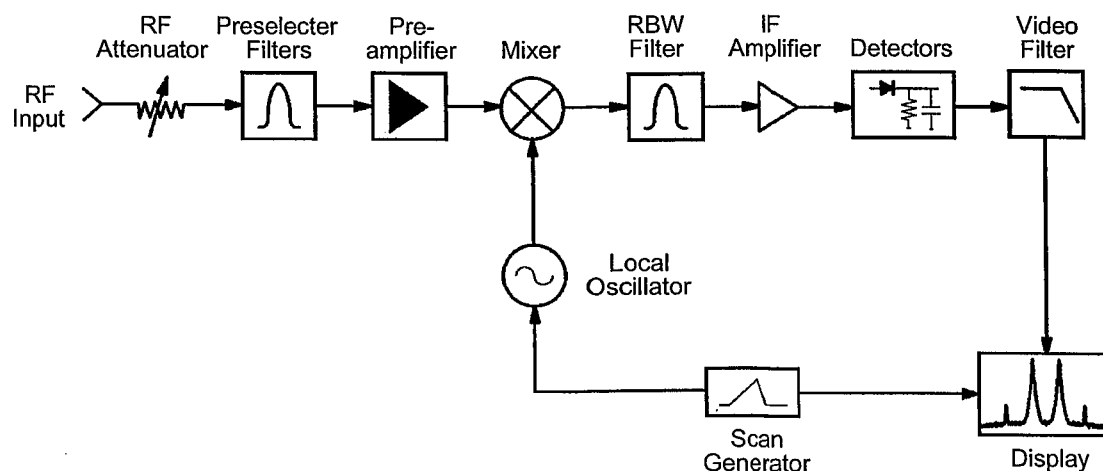 RF
Attenuator
Preselecter
Filters
Pre-
amplifier
Mixer
RBW
Filter
IF
Amplifier
Detectors
Video
Filter
RF
Input
Local
Oscillator
Scan
Generator
Display